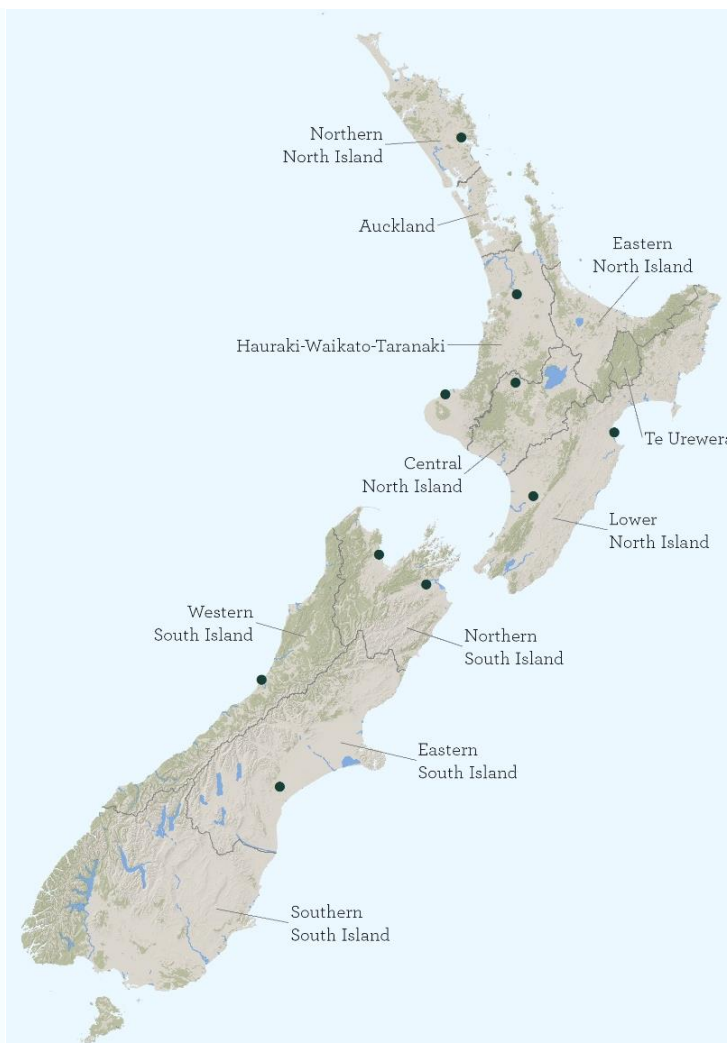 Northern
North Island
Auckland
Eastern
North Island
Hauraki-Waikato-Taranaki
Te Urewera
Central
North Island
Lower
North Island
Western
South Island
Northern
South Island
Eastern
South Island
Southern
South Island